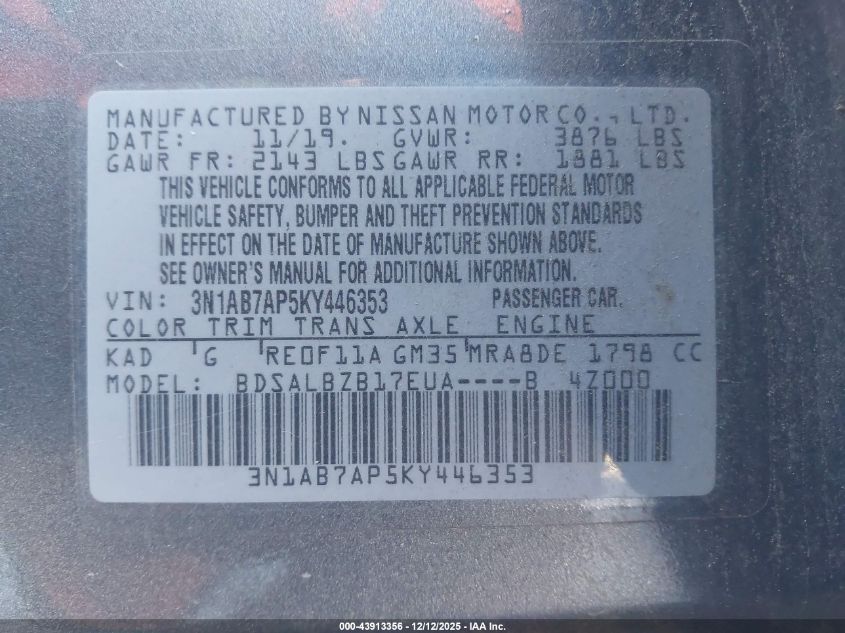 MANUFACTURED BY NISSAN MOTOR CO., LTD.
DATE: 11/19. GVWR: 3876 LBS
GAWR FR: 2143 LBS GAWR RR: 1881 LBS
THIS VEHICLE CONFORMS TO ALL APPLICABLE FEDERAL MOTOR
VEHICLE SAFETY, BUMPER AND THEFT PREVENTION STANDARDS
IN EFFECT ON THE DATE OF MANUFACTURE SHOWN ABOVE.
SEE OWNER'S MANUAL FOR ADDITIONAL INFORMATION.
VIN: 3N1AB7AP5KY446353 PASSENGER CAR.
COLOR TRIM TRANS AXLE ENGINE
KAD G RE0F11A GM35 MRA8DE 1798 CC
MODEL: BDSALBZB17EUA----B 4Z000
3N1AB7AP5KY446353
000-43913356 - 12/12/2025 - IAA Inc.